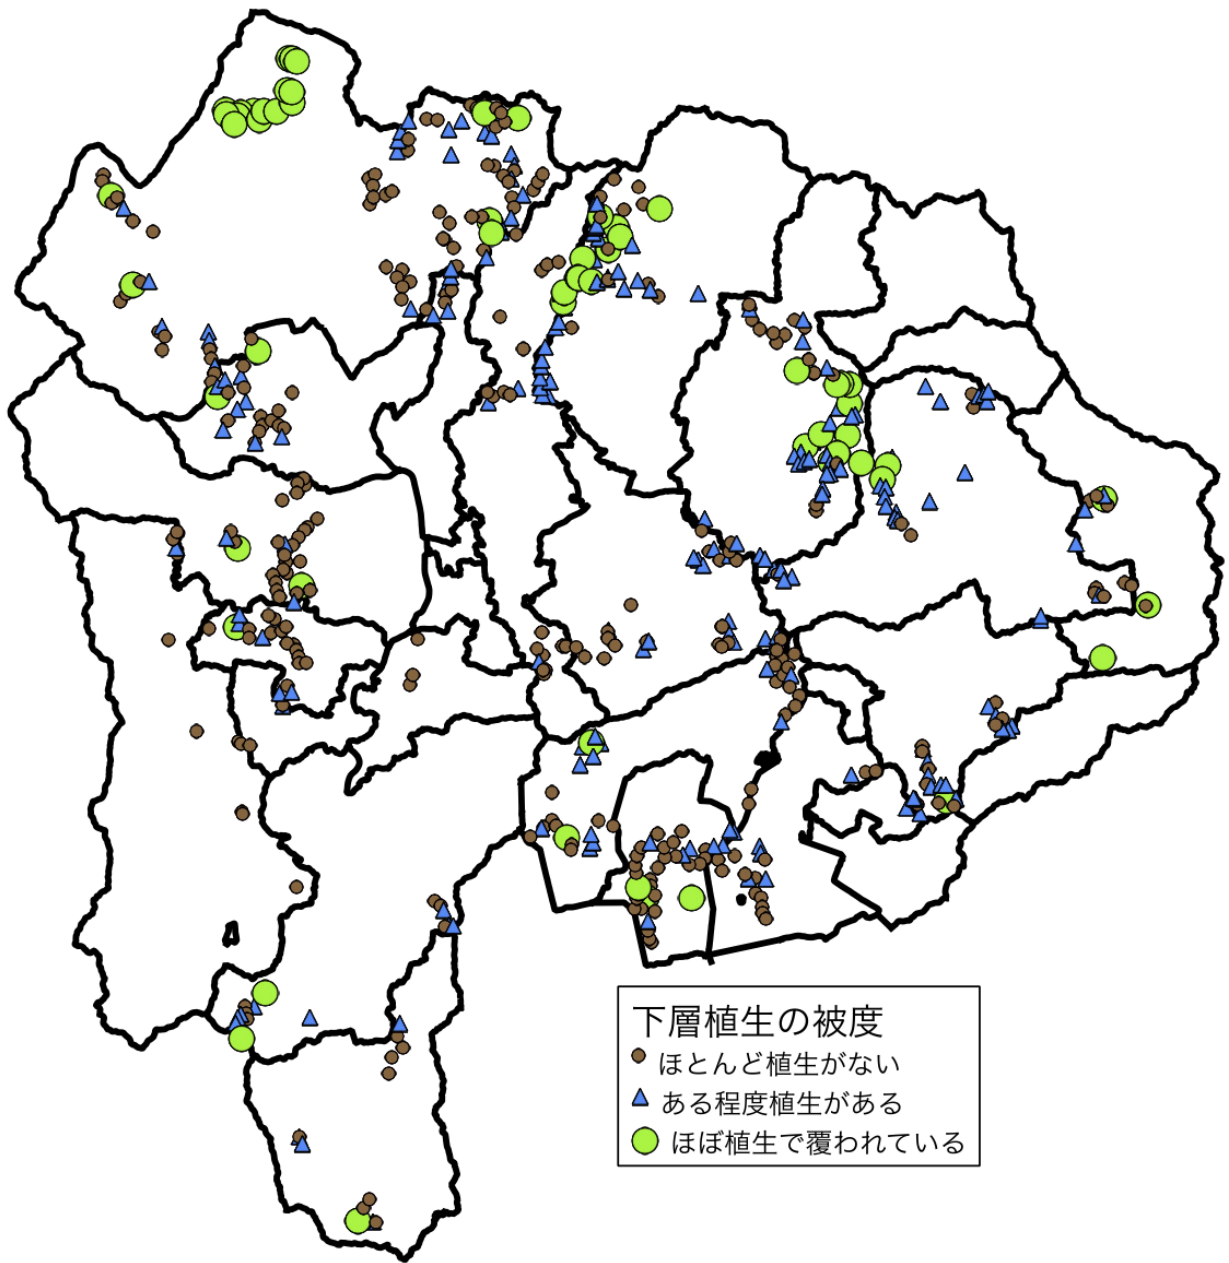 下層植生の被度
ほとんど植生がない
ある程度植生がある
ほぼ植生で覆われている